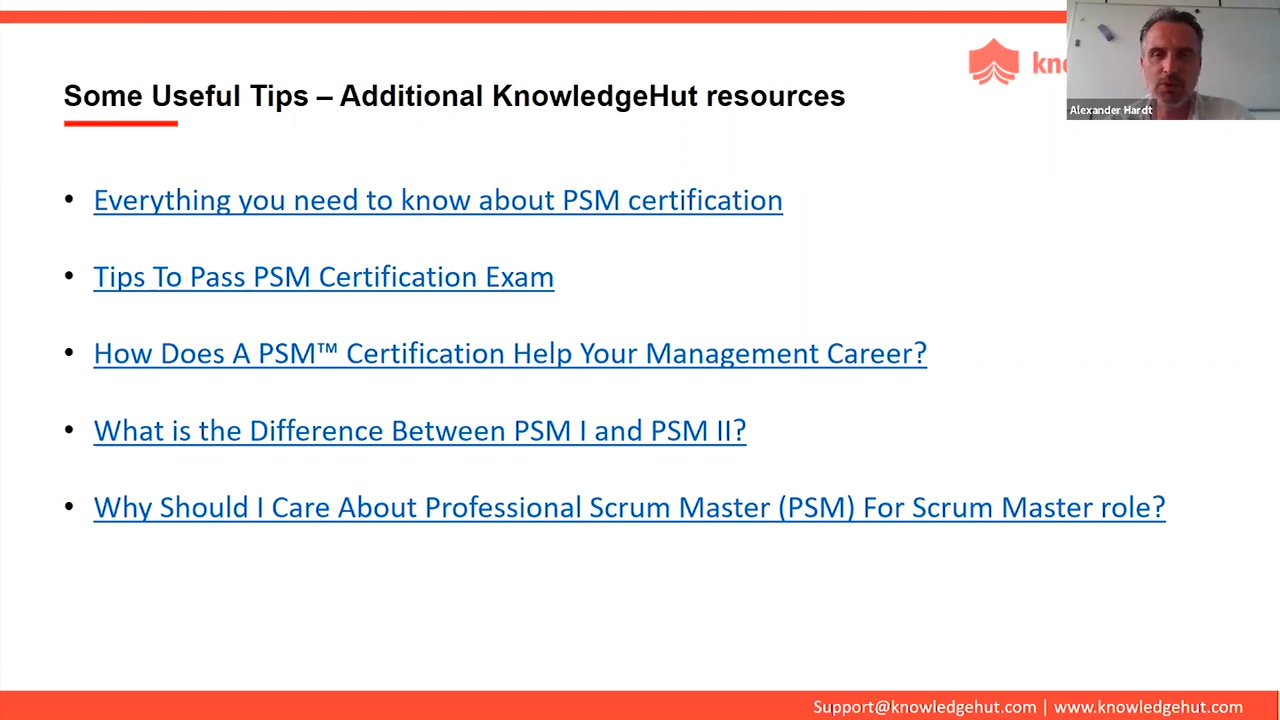 kno
Alexander Hardt
Some Useful Tips – Additional KnowledgeHut resources
• Everything you need to know about PSM certification
• Tips To Pass PSM Certification Exam
• How Does A PSM™ Certification Help Your Management Career?
• What is the Difference Between PSM I and PSM II?
• Why Should I Care About Professional Scrum Master (PSM) For Scrum Master role?
Support@knowledgehut.com | www.knowledgehut.com